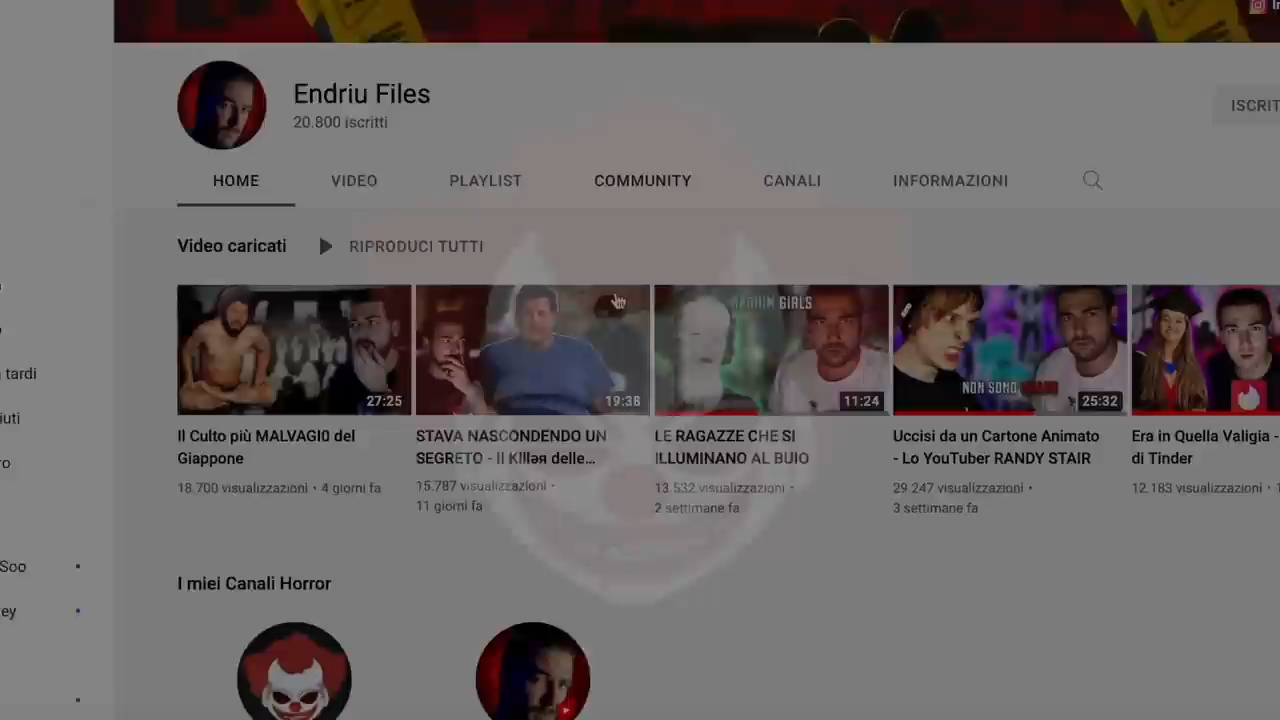 Endriu Files
20.800 iscritti
ISCRIT
HOME VIDEO PLAYLIST COMMUNITY CANALI INFORMAZIONI
tardi
iuti
ro
Soo
ey
Video caricati RIPRODUCI TUTTI
GIRLS
NON SOMO
27:25
19:38
11:24
25:32
Il Culto più MALVAGI0 del
Giappone
18.700 visualizzazioni • 4 giorni fa
STAVA NASCONDENDO UN
SEGRETO - Il K!lləя delle...
15.787 visualizzazioni •
11 giorni fa
LE RAGAZZE CHE SI
ILLUMINANO AL BUIO
13.532 visualizzazioni •
2 settimane fa
Uccisi da un Cartone Animato
- Lo YouTuber RANDY STAIR
29.247 visualizzazioni •
3 settimane fa
Era in Quella Valigia -
di Tinder
12.183 visualizzazioni •
I miei Canali Horror